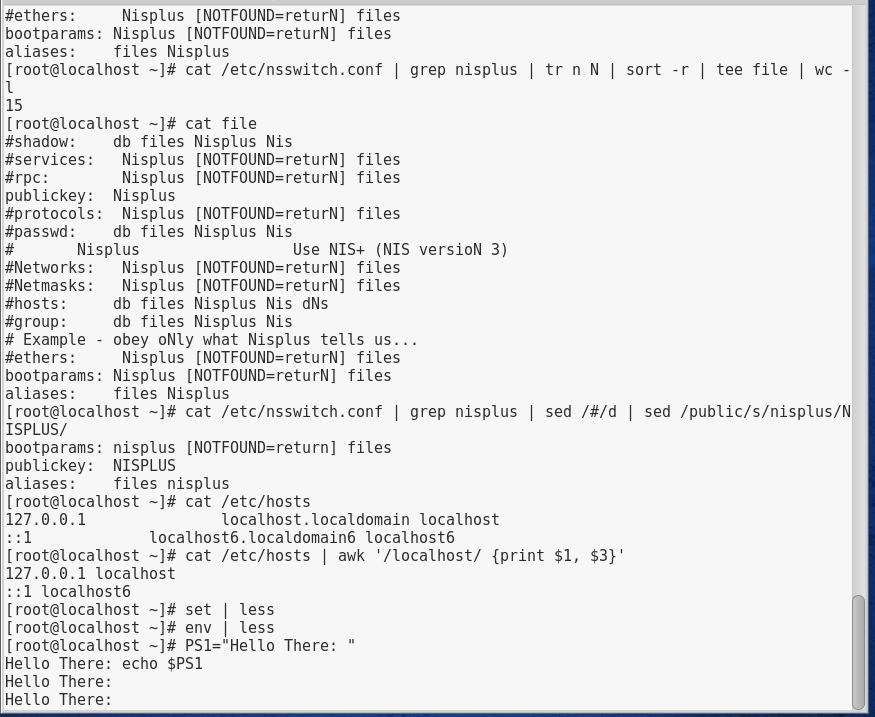 #ethers:     Nisplus [NOTFOUND=returN] files
bootparams: Nisplus [NOTFOUND=returN] files
aliases:    files Nisplus
[root@localhost ~]# cat /etc/nsswitch.conf | grep nisplus | tr n N | sort -r | tee file | wc -
l
15
[root@localhost ~]# cat file
#shadow:    db files Nisplus Nis
#services:   Nisplus [NOTFOUND=returN] files
#rpc:        Nisplus [NOTFOUND=returN] files
publickey:  Nisplus
#protocols:  Nisplus [NOTFOUND=returN] files
#passwd:    db files Nisplus Nis
#       Nisplus                 Use NIS+ (NIS versioN 3)
#Networks:   Nisplus [NOTFOUND=returN] files
#Netmasks:   Nisplus [NOTFOUND=returN] files
#hosts:     db files Nisplus Nis dNs
#group:     db files Nisplus Nis
# Example - obey oNly what Nisplus tells us...
#ethers:     Nisplus [NOTFOUND=returN] files
bootparams: Nisplus [NOTFOUND=returN] files
aliases:    files Nisplus
[root@localhost ~]# cat /etc/nsswitch.conf | grep nisplus | sed /#/d | sed /public/s/nisplus/N
ISPLUS/
bootparams: nisplus [NOTFOUND=return] files
publickey:  NISPLUS
aliases:    files nisplus
[root@localhost ~]# cat /etc/hosts
127.0.0.1               localhost.localdomain localhost
::1             localhost6.localdomain6 localhost6
[root@localhost ~]# cat /etc/hosts | awk '/localhost/ {print $1, $3}'
127.0.0.1 localhost
::1 localhost6
[root@localhost ~]# set | less
[root@localhost ~]# env | less
[root@localhost ~]# PS1="Hello There: "
Hello There: echo $PS1
Hello There:
Hello There: